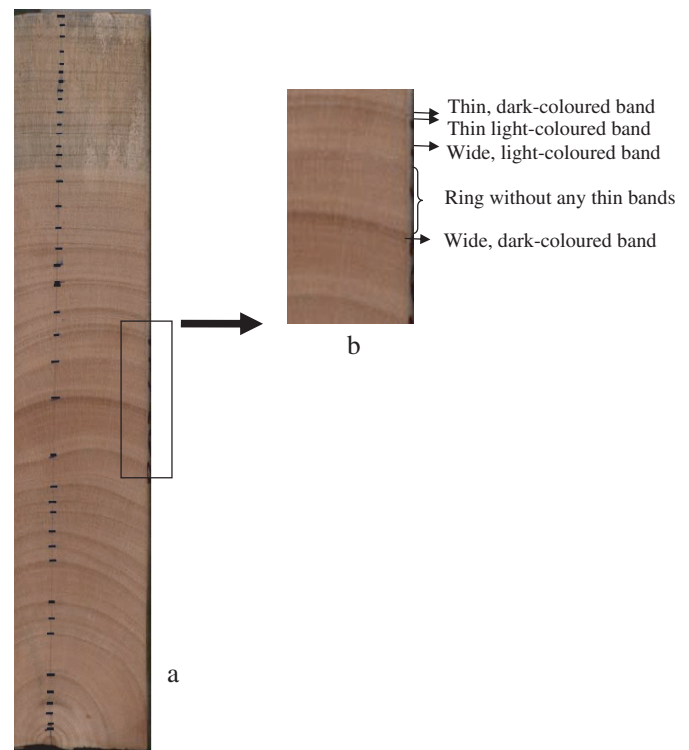 Thin, dark-coloured band
Thin light-coloured band
Wide, light-coloured band
Ring without any thin bands
Wide, dark-coloured band
b
a